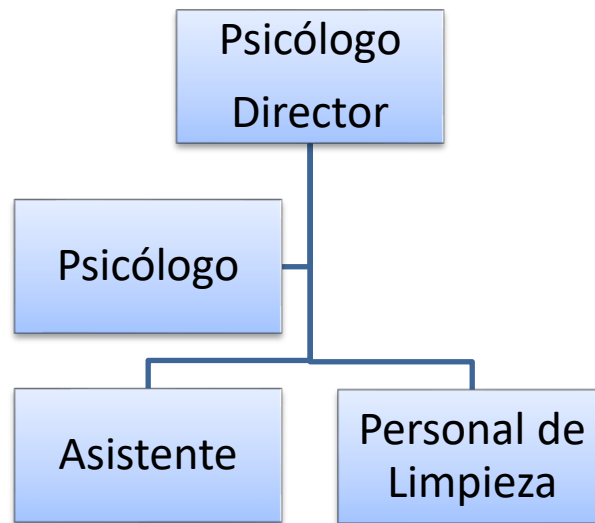 Psicólogo
Director
Psicólogo
Asistente
Personal de
Limpieza